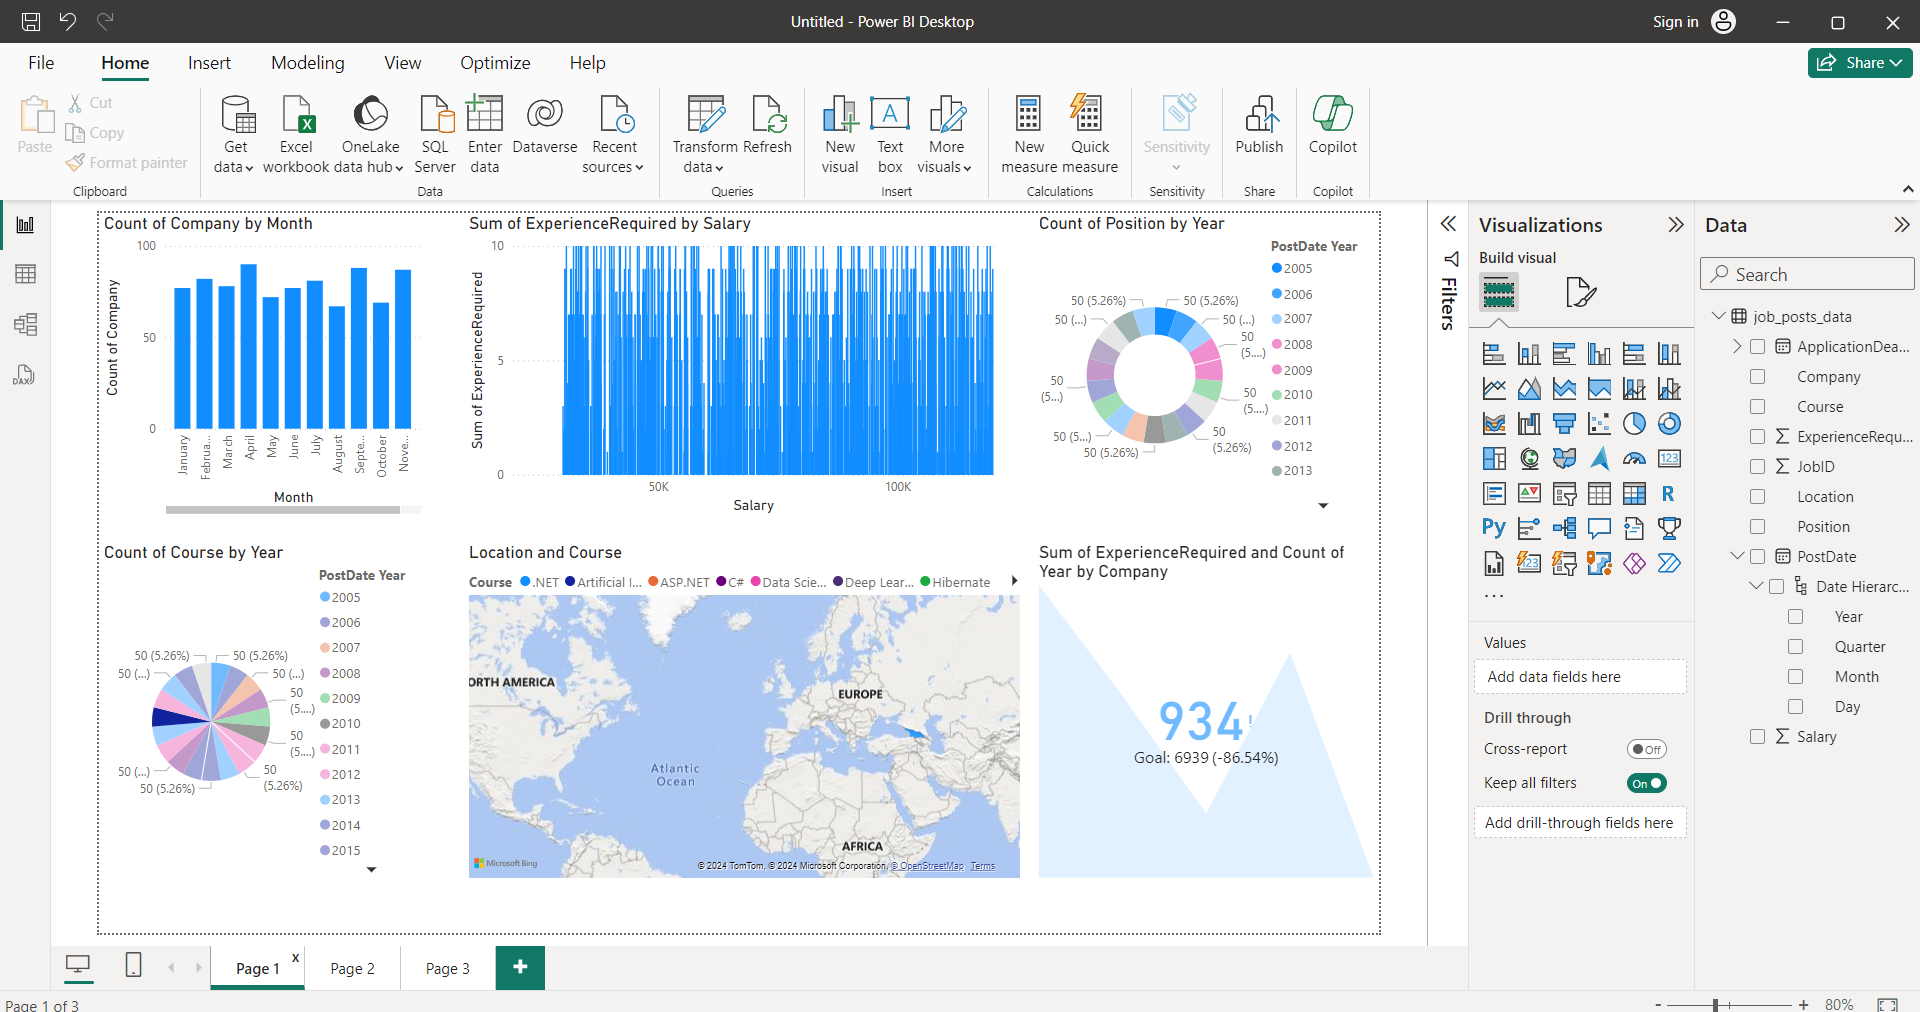 Untitled - Power BI Desktop
Sign in
File Home Insert Modeling View Optimize Help
Share
Paste
Cut
Copy
Format painter
Clipboard
Get data
Excel workbook
OneLake data hub
SQL Server
Enter data
Dataverse
Recent sources
Data
Transform data
Refresh
Queries
New visual
Text box
More visuals
Insert
New measure
Quick measure
Calculations
Sensitivity
Sensitivity
Publish
Share
Copilot
Copilot
Count of Company by Month
Count of Company
100
50
0
January
Februa...
March
April
May
June
July
August
Septe...
October
Nove...
Month
Sum of ExperienceRequired by Salary
Sum of ExperienceRequired
10
5
0
50K
100K
Salary
Count of Position by Year
PostDate Year
2005
2006
2007
2008
2009
2010
2011
2012
2013
50 (5.26%)
50 (5.26%)
50 (...)
50 (...)
50
(5....)
50
(5...)
50
(5....)
50 (5...)
50
(5.26%)
50 (5.26%)
Count of Course by Year
PostDate Year
2005
2006
2007
2008
2009
2010
2011
2012
2013
2014
2015
50 (5.26%)
50 (5.26%)
50 (...)
50 (...)
50
(5....)
50
(5....)
50 (...)
50
(5.26%)
50 (5.26%)
Location and Course
Course .NET Artificial I... ASP.NET C# Data Scie... Deep Lear... Hibernate
ORTH AMERICA
EUROPE
Atlantic
Ocean
AFRICA
Microsoft Bing
© 2024 TomTom, © 2024 Microsoft Corporation, © OpenStreetMap Terms
Sum of ExperienceRequired and Count of
Year by Company
934!
Goal: 6939 (-86.54%)
Filters
Visualizations
Build visual
123
R
Py
...
Values
Add data fields here
Drill through
Cross-report
Off
Keep all filters
On
Add drill-through fields here
Data
Search
job_posts_data
ApplicationDea...
Company
Course
ExperienceRequ...
JobID
Location
Position
PostDate
Date Hierarc...
Year
Quarter
Month
Day
Salary
DAX
Page 1
x
Page 2
Page 3
+
Page 1 of 3
- + 80%